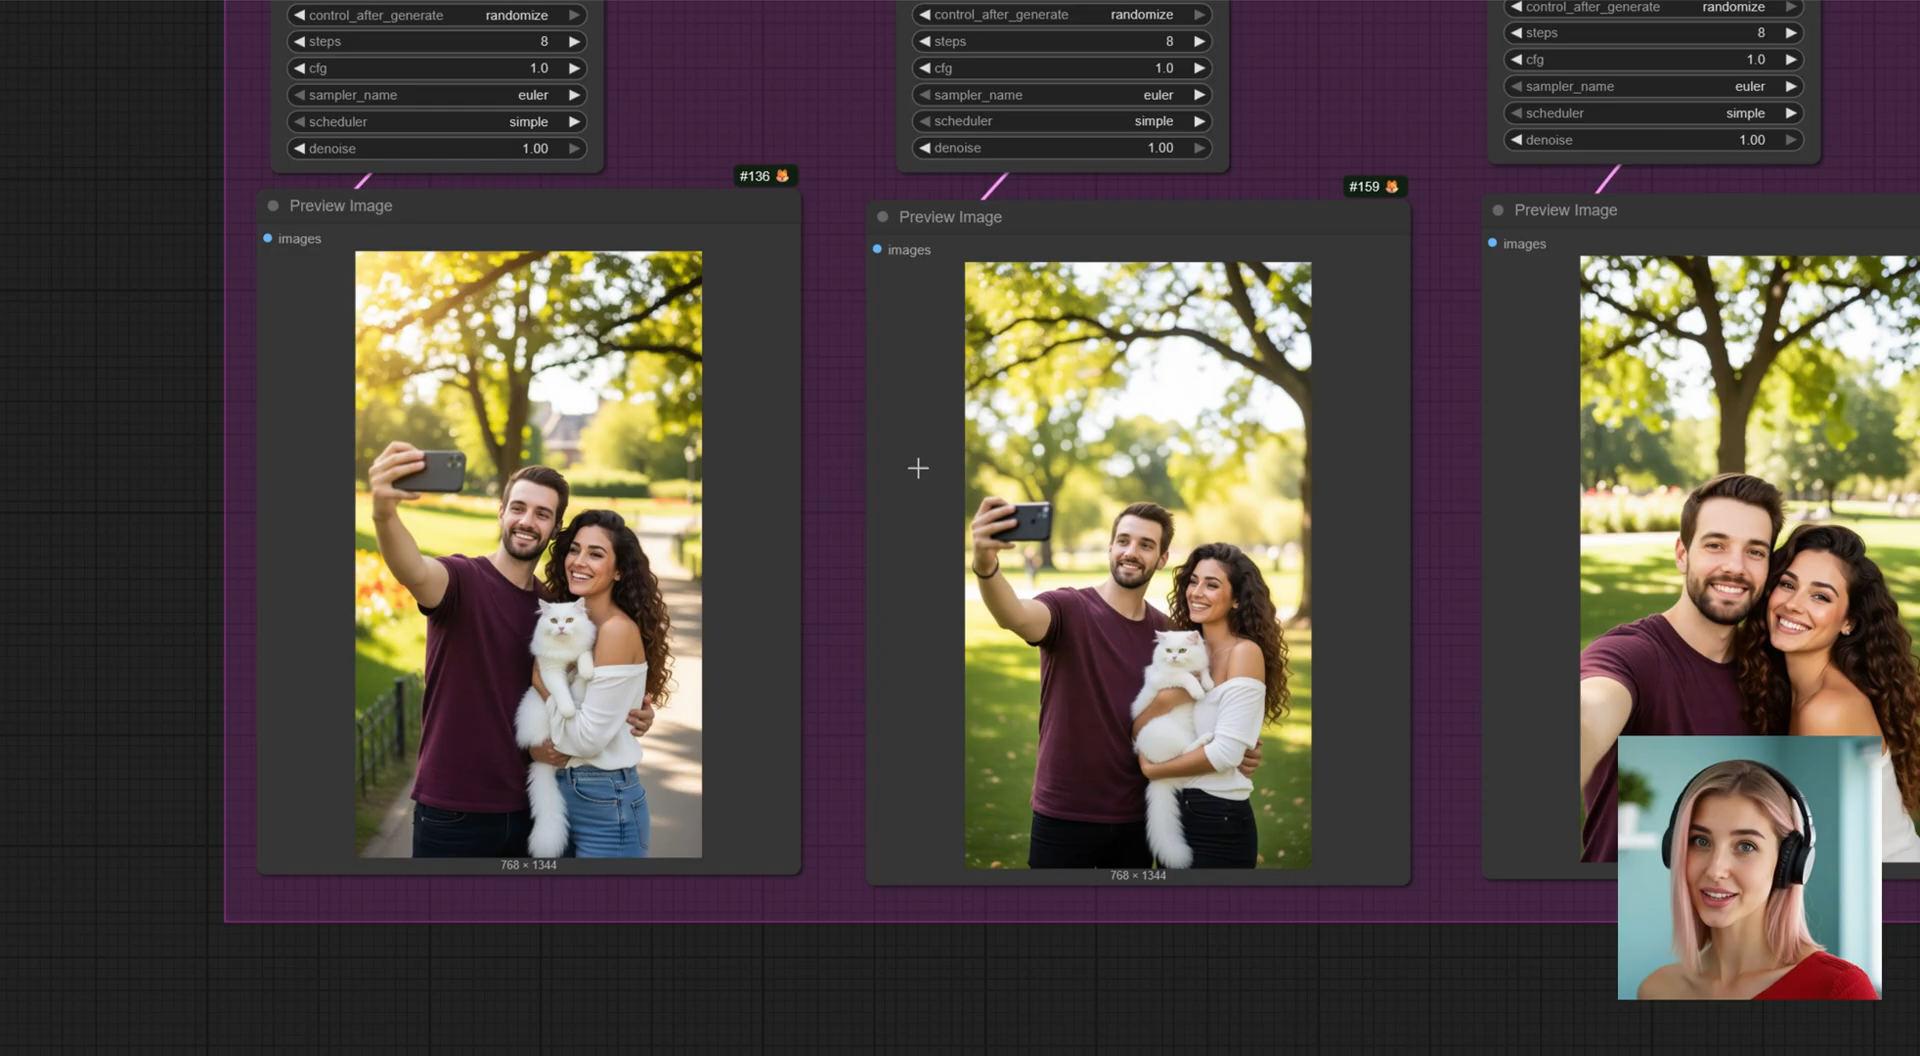 control_after_generate randomize
steps 8
cfg 1.0
sampler_name euler
scheduler simple
denoise 1.00
#136
Preview Image
images
768 × 1344
control_after_generate randomize
steps 8
cfg 1.0
sampler_name euler
scheduler simple
denoise 1.00
#159
Preview Image
images
768 × 1344
control_after_generate randomize
steps 8
cfg 1.0
sampler_name euler
scheduler simple
denoise 1.00
Preview Image
images